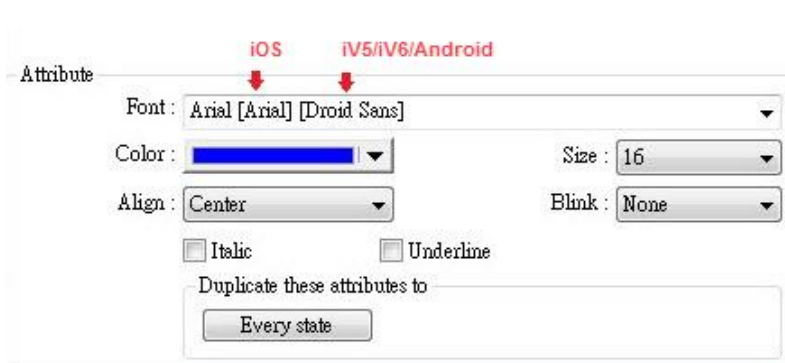 iOS iV5/iV6/Android
Attribute
Font : Arial [Arial] [Droid Sans]
Color : Size : 16
Align : Center Blink : None
Italic Underline
Duplicate these attributes to
Every state